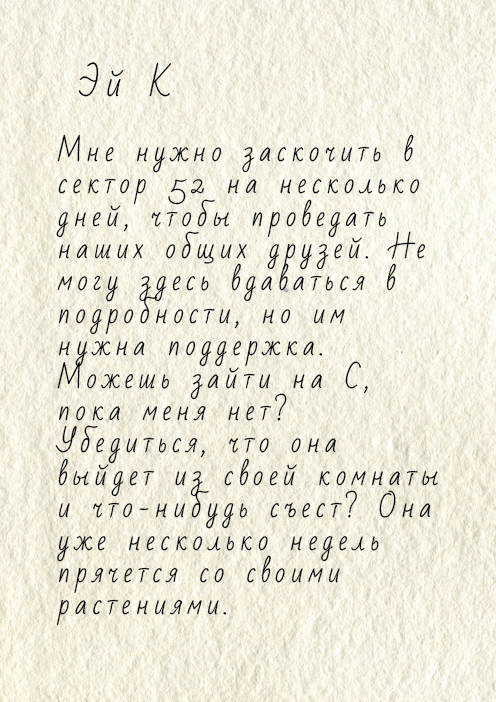 Эй К
Мне нужно заскочить в
сектор 52 на несколько
дней, чтобы проведать
наших общих друзей. Не
могу здесь вдаваться в
подробности, но им
нужна поддержка.
Можешь зайти на С,
пока меня нет?
Убедиться, что она
выйдет из своей комнаты
и что-нибудь съест? Она
уже несколько недель
прячется со своими
растениями.